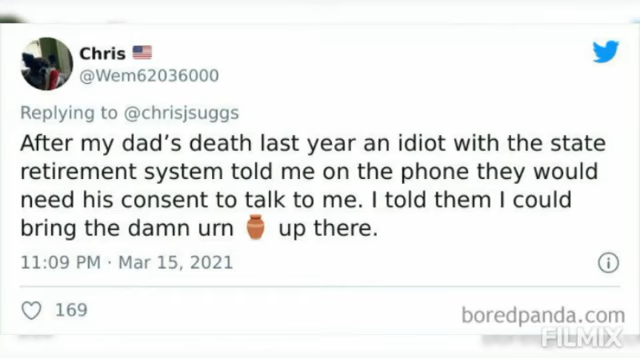 Chris 🇺🇸
@Wem62036000
Replying to @chrisjsuggs
After my dad's death last year an idiot with the state
retirement system told me on the phone they would
need his consent to talk to me. I told them I could
bring the damn urn ⚱️ up there.
11:09 PM · Mar 15, 2021
169
boredpanda.com
FILMIX